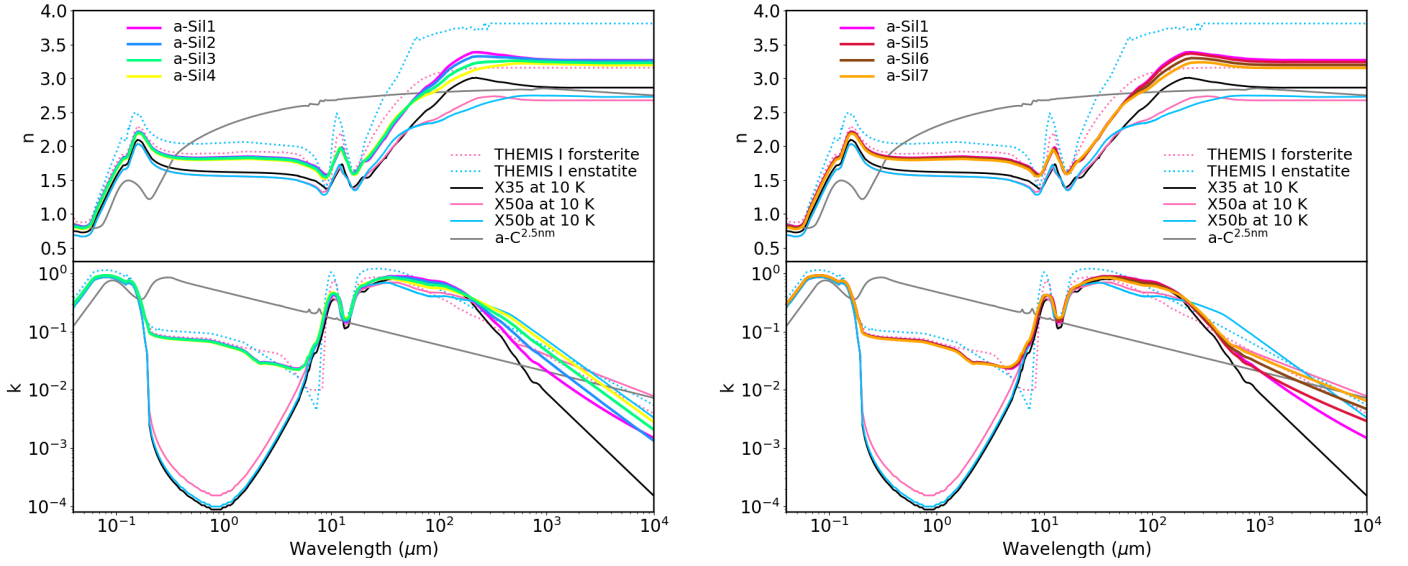 4.0
3.5
3.0
2.5
2.0
1.5
1.0
0.5
n
a-Sil1
a-Sil2
a-Sil3
a-Sil4
THEMIS I forsterite
THEMIS I enstatite
X35 at 10 K
X50a at 10 K
X50b at 10 K
a-C^2.5nm
10^0
10^−1
10^−2
10^−3
10^−4
k
10^−1 10^0 10^1 10^2 10^3 10^4
Wavelength (μm)
4.0
3.5
3.0
2.5
2.0
1.5
1.0
0.5
n
a-Sil1
a-Sil5
a-Sil6
a-Sil7
THEMIS I forsterite
THEMIS I enstatite
X35 at 10 K
X50a at 10 K
X50b at 10 K
a-C^2.5nm
10^0
10^−1
10^−2
10^−3
10^−4
k
10^−1 10^0 10^1 10^2 10^3 10^4
Wavelength (μm)